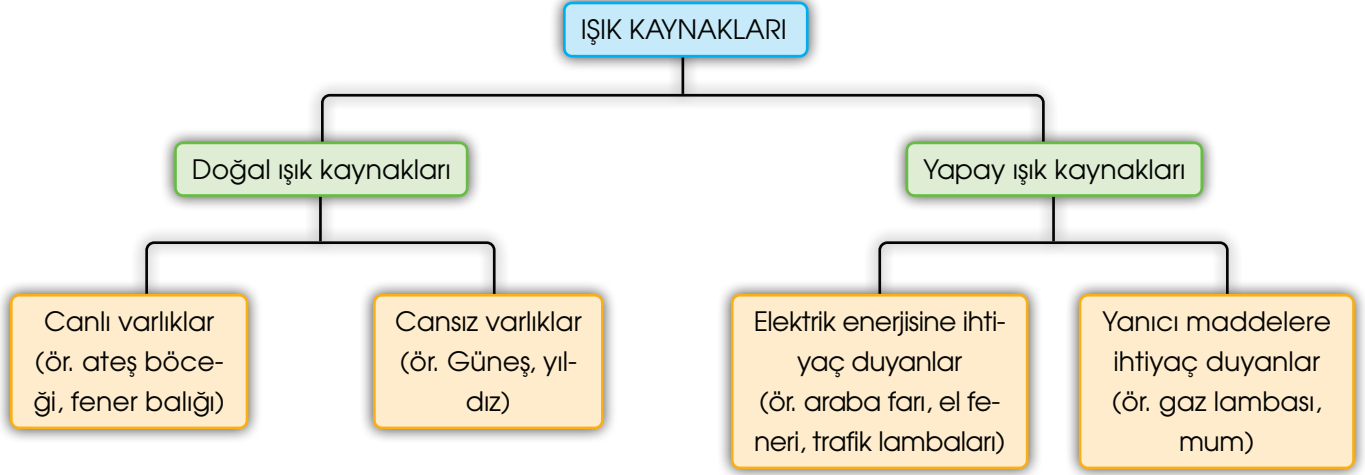 IŞIK KAYNAKLARI
Doğal ışık kaynakları
Yapay ışık kaynakları
Canlı varlıklar
(ör. ateş böce-
ği, fener balığı)
Cansız varlıklar
(ör. Güneş, yıl-
dız)
Elektrik enerjisine ihti-
yaç duyanlar
(ör. araba farı, el fe-
neri, trafik lambaları)
Yanıcı maddelere
ihtiyaç duyanlar
(ör. gaz lambası,
mum)